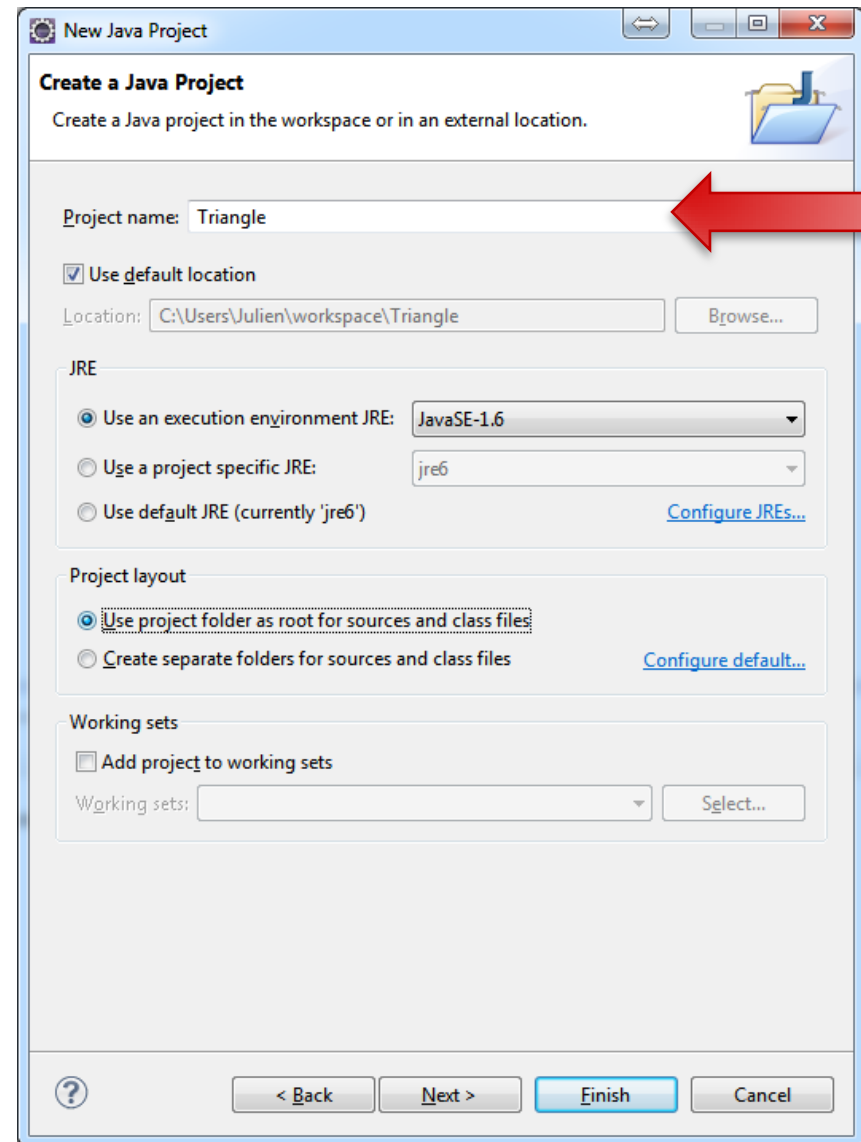 New Java Project
Create a Java Project
Create a Java project in the workspace or in an external location.
Project name: Triangle
Use default location
Location: C:\Users\Julien\workspace\Triangle Browse...
JRE
Use an execution environment JRE: JavaSE-1.6
Use a project specific JRE: jre6
Use default JRE (currently 'jre6') Configure JREs...
Project layout
Use project folder as root for sources and class files
Create separate folders for sources and class files Configure default...
Working sets
Add project to working sets
Working sets: Select...
? < Back Next > Finish Cancel